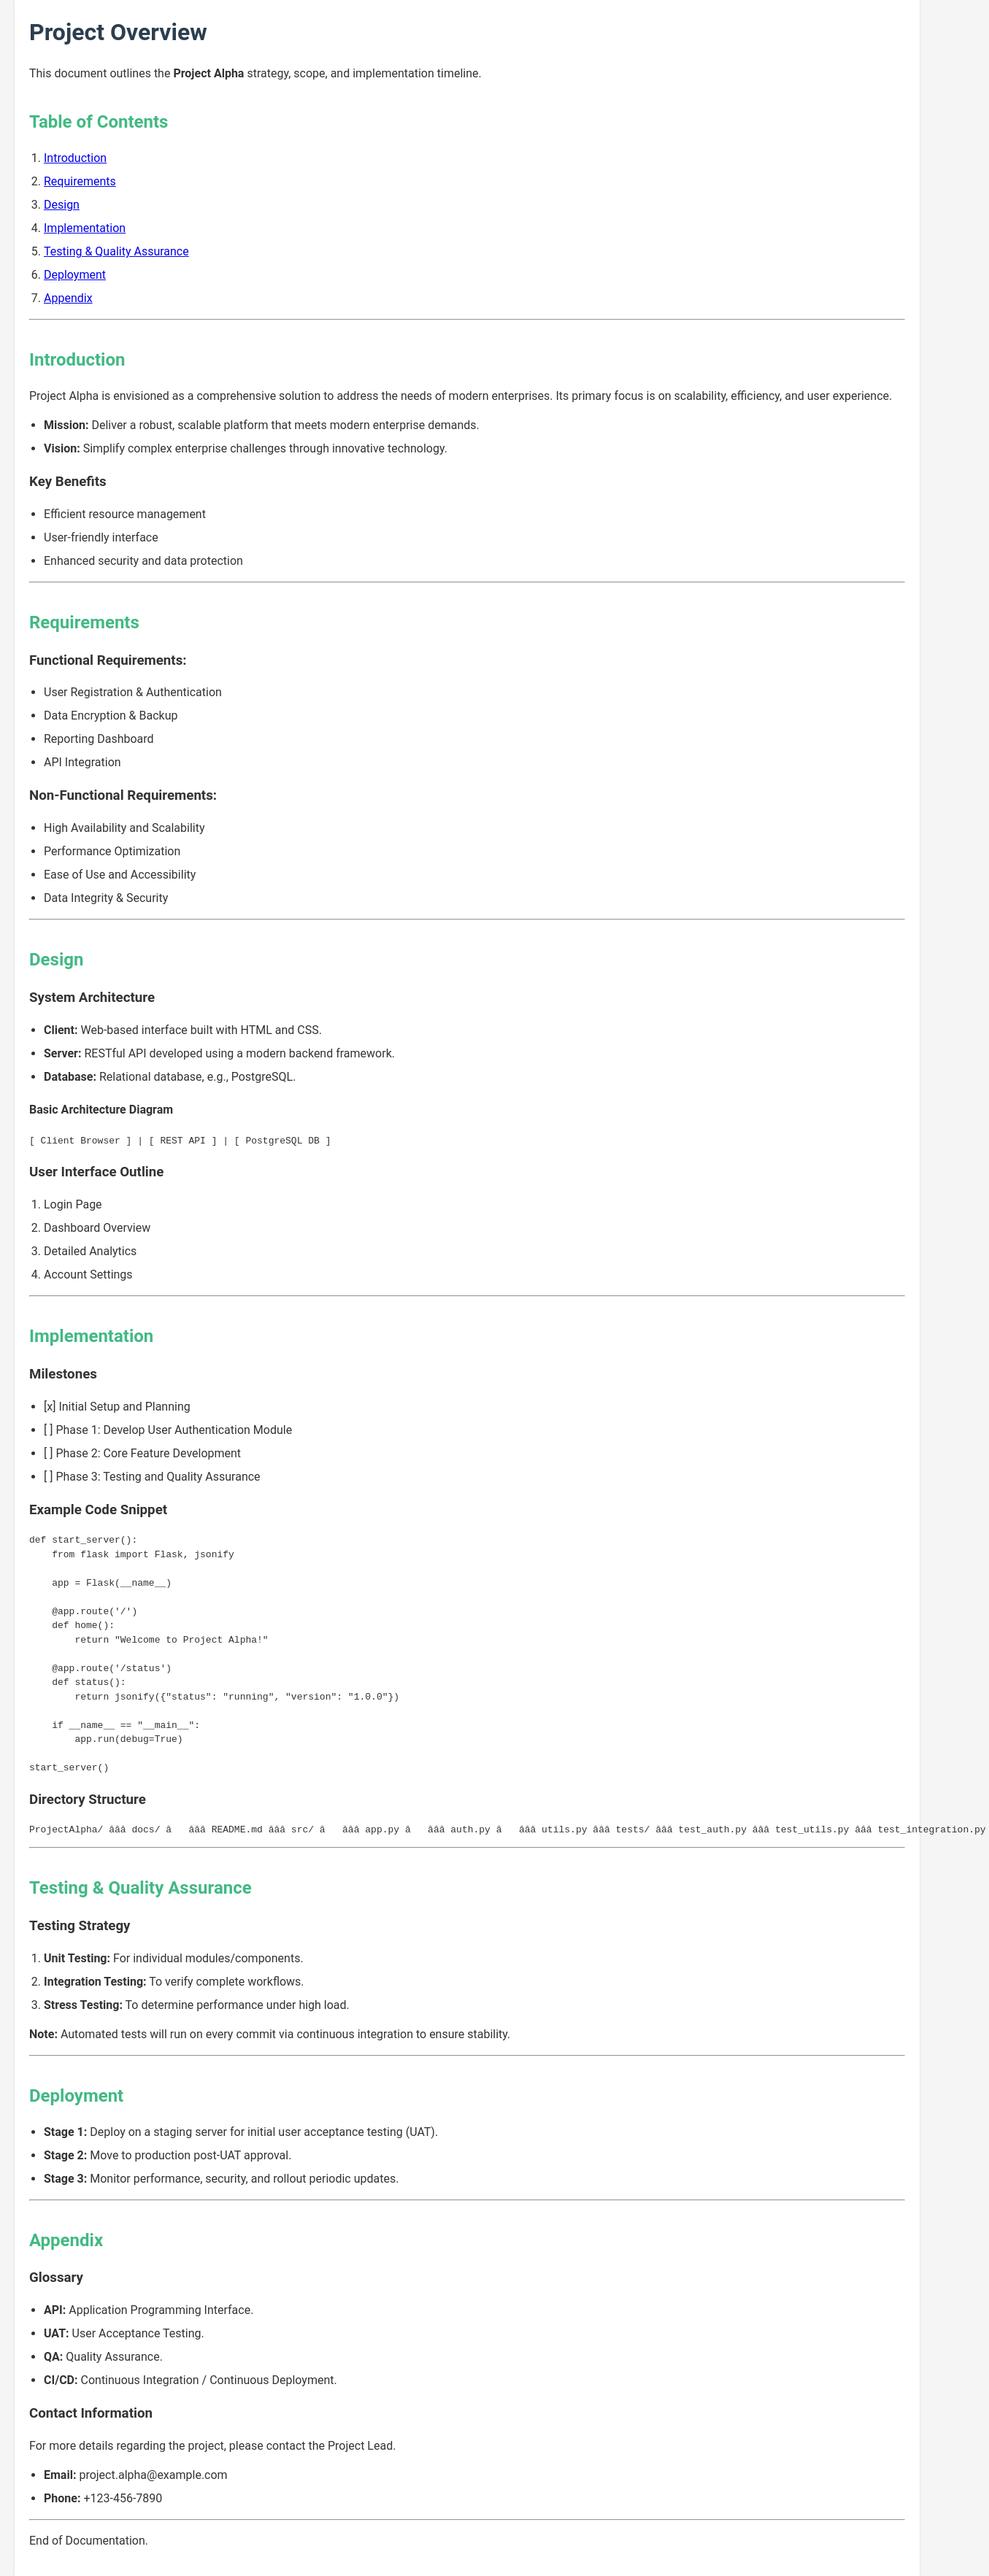 Project Overview
This document outlines the Project Alpha strategy, scope, and implementation timeline.
Table of Contents
1. Introduction
2. Requirements
3. Design
4. Implementation
5. Testing & Quality Assurance
6. Deployment
7. Appendix
Introduction
Project Alpha is envisioned as a comprehensive solution to address the needs of modern enterprises. Its primary focus is on scalability, efficiency, and user experience.
• Mission: Deliver a robust, scalable platform that meets modern enterprise demands.
• Vision: Simplify complex enterprise challenges through innovative technology.
Key Benefits
• Efficient resource management
• User-friendly interface
• Enhanced security and data protection
Requirements
Functional Requirements:
• User Registration & Authentication
• Data Encryption & Backup
• Reporting Dashboard
• API Integration
Non-Functional Requirements:
• High Availability and Scalability
• Performance Optimization
• Ease of Use and Accessibility
• Data Integrity & Security
Design
System Architecture
• Client: Web-based interface built with HTML and CSS.
• Server: RESTful API developed using a modern backend framework.
• Database: Relational database, e.g., PostgreSQL.
Basic Architecture Diagram
[ Client Browser ] | [ REST API ] | [ PostgreSQL DB ]
User Interface Outline
1. Login Page
2. Dashboard Overview
3. Detailed Analytics
4. Account Settings
Implementation
Milestones
• [x] Initial Setup and Planning
• [ ] Phase 1: Develop User Authentication Module
• [ ] Phase 2: Core Feature Development
• [ ] Phase 3: Testing and Quality Assurance
Example Code Snippet
def start_server():
    from flask import Flask, jsonify
    app = Flask(__name__)
    @app.route('/')
    def home():
        return "Welcome to Project Alpha!"
    @app.route('/status')
    def status():
        return jsonify({"status": "running", "version": "1.0.0"})
    if __name__ == "__main__":
        app.run(debug=True)
start_server()
Directory Structure
ProjectAlpha/ âââ docs/ â   âââ README.md âââ src/ â   âââ app.py â   âââ auth.py â   âââ utils.py âââ tests/ âââ test_auth.py âââ test_utils.py âââ test_integration.py
Testing & Quality Assurance
Testing Strategy
1. Unit Testing: For individual modules/components.
2. Integration Testing: To verify complete workflows.
3. Stress Testing: To determine performance under high load.
Note: Automated tests will run on every commit via continuous integration to ensure stability.
Deployment
• Stage 1: Deploy on a staging server for initial user acceptance testing (UAT).
• Stage 2: Move to production post-UAT approval.
• Stage 3: Monitor performance, security, and rollout periodic updates.
Appendix
Glossary
• API: Application Programming Interface.
• UAT: User Acceptance Testing.
• QA: Quality Assurance.
• CI/CD: Continuous Integration / Continuous Deployment.
Contact Information
For more details regarding the project, please contact the Project Lead.
• Email: project.alpha@example.com
• Phone: +123-456-7890
End of Documentation.